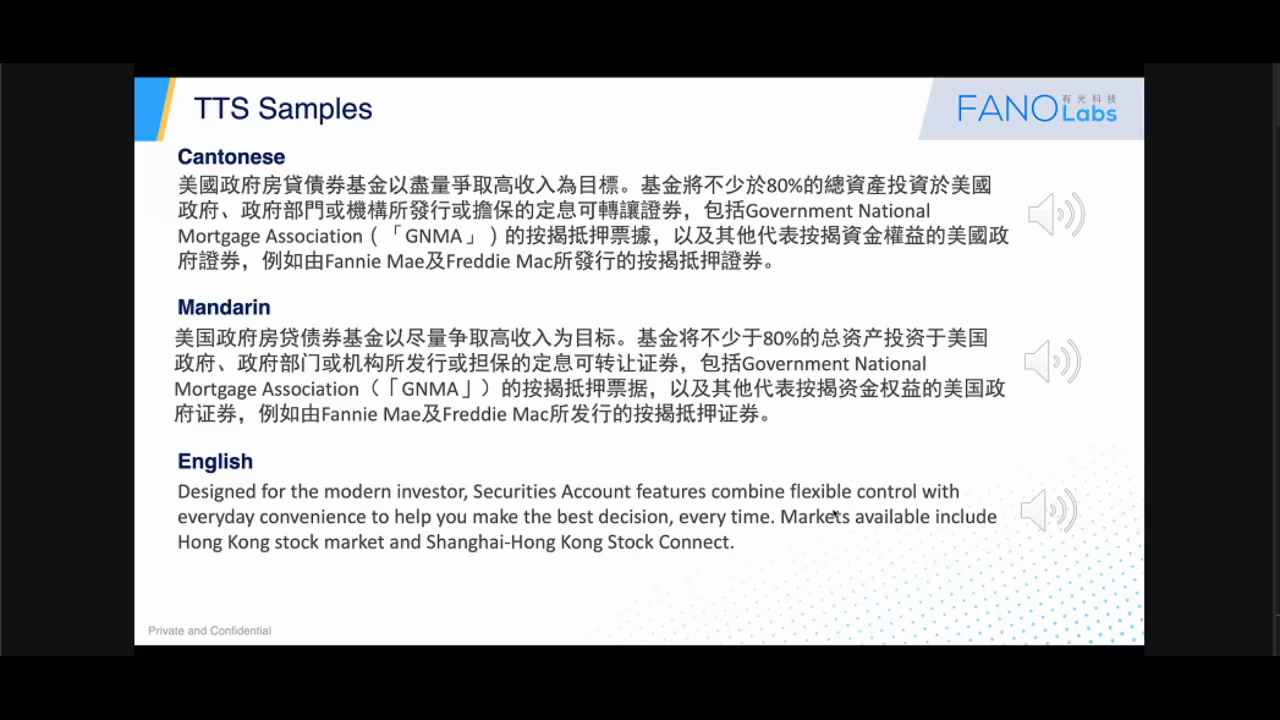 TTS Samples
FANO Labs 有光科技
Cantonese
美國政府房貸債券基金以盡量爭取高收入為目標。基金將不少於80%的總資產投資於美國
政府、政府部門或機構所發行或擔保的定息可轉讓證券，包括Government National
Mortgage Association (「GNMA」) 的按揭抵押票據，以及其他代表按揭資金權益的美國政
府證券，例如由Fannie Mae及Freddie Mac所發行的按揭抵押證券。
Mandarin
美国政府房贷债券基金以尽量争取高收入为目标。基金将不少于80%的总资产投资于美国
政府、政府部门或机构所发行或担保的定息可转让证券，包括Government National
Mortgage Association（「GNMA」）的按揭抵押票据，以及其他代表按揭资金权益的美国政
府证券，例如由Fannie Mae及Freddie Mac所发行的按揭抵押证券。
English
Designed for the modern investor, Securities Account features combine flexible control with
everyday convenience to help you make the best decision, every time. Markets available include
Hong Kong stock market and Shanghai-Hong Kong Stock Connect.
Private and Confidential